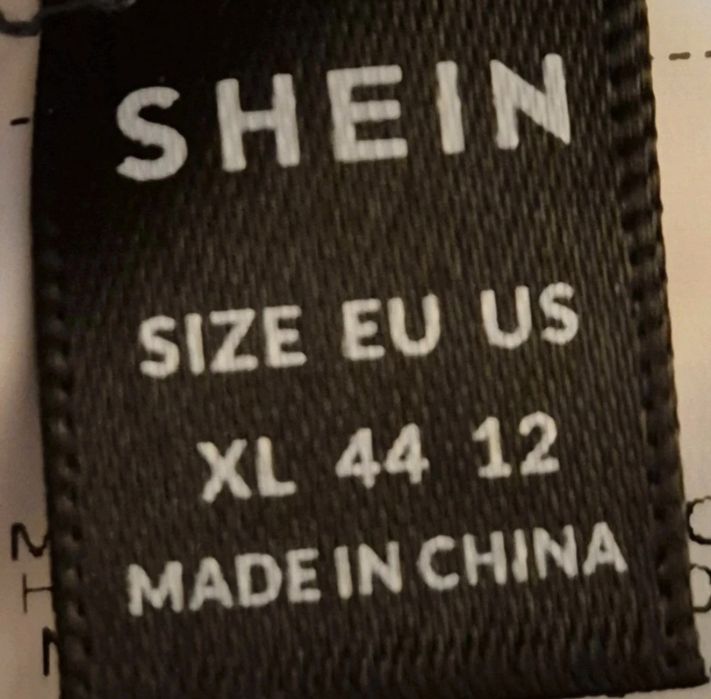 SHEIN
SIZE EU US
XL 44 12
MADE IN CHINA